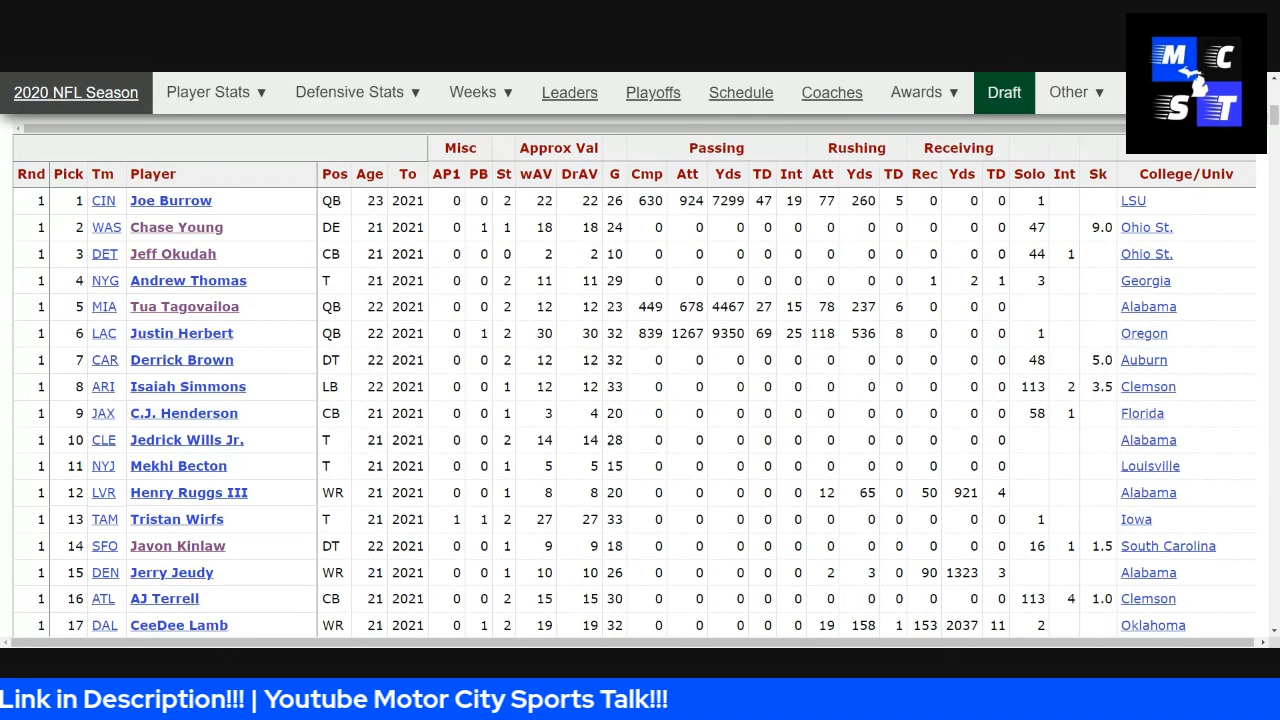 M C
S T
2020 NFL Season Player Stats ▼ Defensive Stats ▼ Weeks ▼ Leaders Playoffs Schedule Coaches Awards ▼ Draft Other ▼
Misc Approx Val Passing Rushing Receiving
Rnd Pick Tm Player Pos Age To AP1 PB St wAV DrAV G Cmp Att Yds TD Int Att Yds TD Rec Yds TD Solo Int Sk College/Univ
1 1 CIN Joe Burrow QB 23 2021 0 0 2 22 22 26 630 924 7299 47 19 77 260 5 0 0 0 1 LSU
1 2 WAS Chase Young DE 21 2021 0 1 1 18 18 24 0 0 0 0 0 0 0 0 0 0 0 47 9.0 Ohio St.
1 3 DET Jeff Okudah CB 21 2021 0 0 0 2 2 10 0 0 0 0 0 0 0 0 0 0 0 44 1 Ohio St.
1 4 NYG Andrew Thomas T 21 2021 0 0 2 11 11 29 0 0 0 0 0 0 0 0 1 2 1 3 Georgia
1 5 MIA Tua Tagovailoa QB 22 2021 0 0 2 12 12 23 449 678 4467 27 15 78 237 6 0 0 0 Alabama
1 6 LAC Justin Herbert QB 22 2021 0 1 2 30 30 32 839 1267 9350 69 25 118 536 8 0 0 0 1 Oregon
1 7 CAR Derrick Brown DT 22 2021 0 0 2 12 12 32 0 0 0 0 0 0 0 0 0 0 0 48 5.0 Auburn
1 8 ARI Isaiah Simmons LB 22 2021 0 0 1 12 12 33 0 0 0 0 0 0 0 0 0 0 0 113 2 3.5 Clemson
1 9 JAX C.J. Henderson CB 21 2021 0 0 1 3 4 20 0 0 0 0 0 0 0 0 0 0 0 58 1 Florida
1 10 CLE Jedrick Wills Jr. T 21 2021 0 0 2 14 14 28 0 0 0 0 0 0 0 0 0 0 0 Alabama
1 11 NYJ Mekhi Becton T 21 2021 0 0 1 5 5 15 0 0 0 0 0 0 0 0 0 0 0 Louisville
1 12 LVR Henry Ruggs III WR 21 2021 0 0 1 8 8 20 0 0 0 0 0 12 65 0 50 921 4 Alabama
1 13 TAM Tristan Wirfs T 21 2021 1 1 2 27 27 33 0 0 0 0 0 0 0 0 0 0 0 1 Iowa
1 14 SFO Javon Kinlaw DT 22 2021 0 0 1 9 9 18 0 0 0 0 0 0 0 0 0 0 0 16 1 1.5 South Carolina
1 15 DEN Jerry Jeudy WR 21 2021 0 0 1 10 10 26 0 0 0 0 0 2 3 0 90 1323 3 Alabama
1 16 ATL AJ Terrell CB 21 2021 0 0 2 15 15 30 0 0 0 0 0 0 0 0 0 0 0 113 4 1.0 Clemson
1 17 DAL CeeDee Lamb WR 21 2021 0 1 2 19 19 32 0 0 0 0 0 19 158 1 153 2037 11 2 Oklahoma
Link in Description!!! | Youtube Motor City Sports Talk!!!